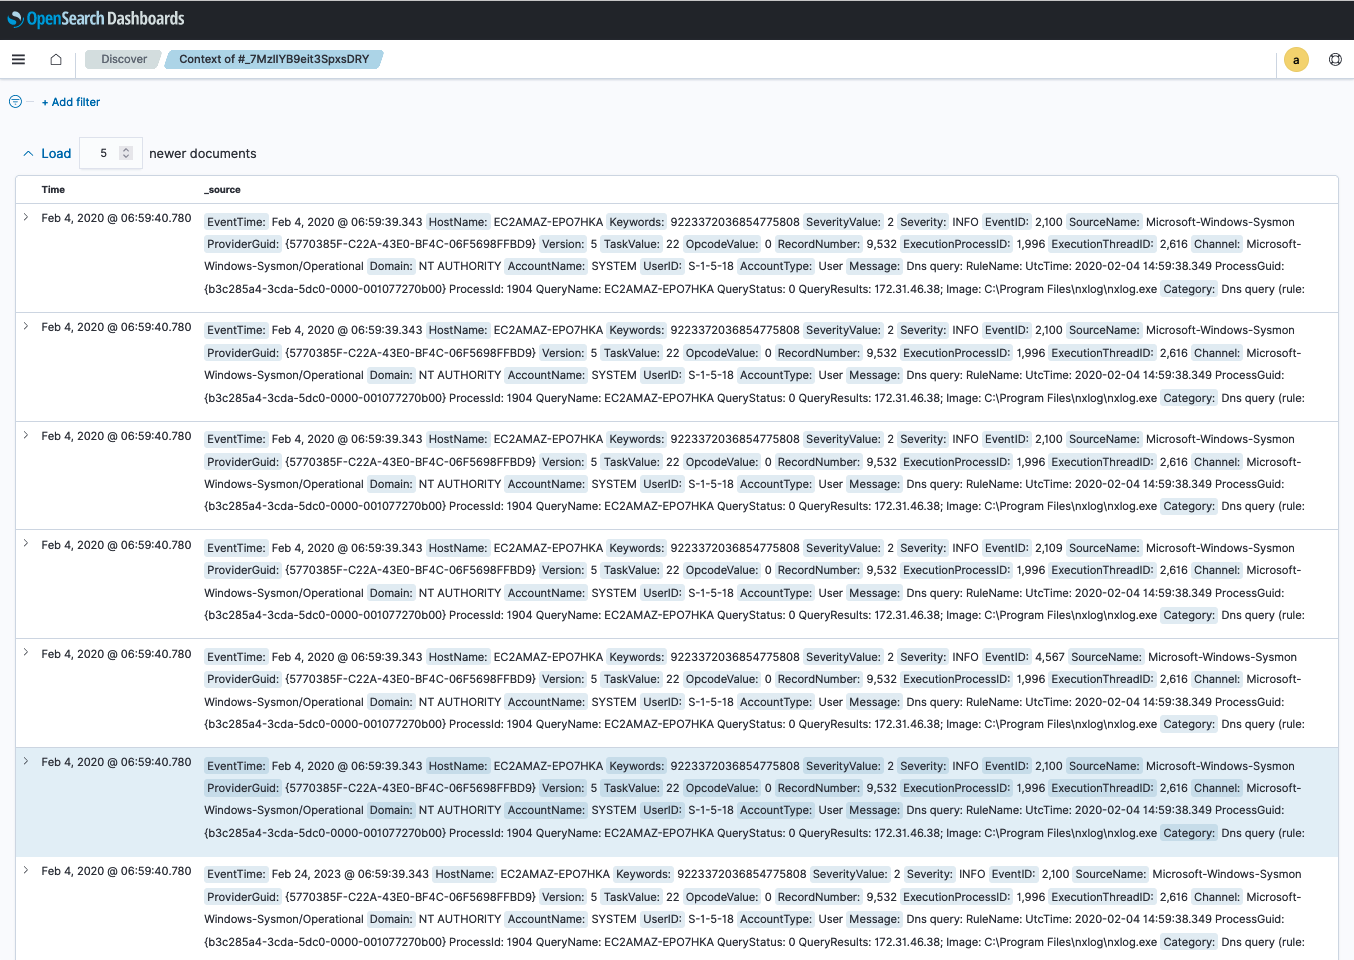 OpenSearch Dashboards
Discover
Context of #_7MzIIYB9eit3SpxsDRY
a
+ Add filter
Load 5 newer documents
Time _source
Feb 4, 2020 @ 06:59:40.780 EventTime: Feb 4, 2020 @ 06:59:39.343 HostName: EC2AMAZ-EPO7HKA Keywords: 9223372036854775808 SeverityValue: 2 Severity: INFO EventID: 2,100 SourceName: Microsoft-Windows-Sysmon
ProviderGuid: {5770385F-C22A-43E0-BF4C-06F5698FFBD9} Version: 5 TaskValue: 22 OpcodeValue: 0 RecordNumber: 9,532 ExecutionProcessID: 1,996 ExecutionThreadID: 2,616 Channel: Microsoft-
Windows-Sysmon/Operational Domain: NT AUTHORITY AccountName: SYSTEM UserID: S-1-5-18 AccountType: User Message: Dns query: RuleName: UtcTime: 2020-02-04 14:59:38.349 ProcessGuid:
{b3c285a4-3cda-5dc0-0000-001077270b00} ProcessId: 1904 QueryName: EC2AMAZ-EPO7HKA QueryStatus: 0 QueryResults: 172.31.46.38; Image: C:\Program Files\nxlog\nxlog.exe Category: Dns query (rule:
Feb 4, 2020 @ 06:59:40.780 EventTime: Feb 4, 2020 @ 06:59:39.343 HostName: EC2AMAZ-EPO7HKA Keywords: 9223372036854775808 SeverityValue: 2 Severity: INFO EventID: 2,100 SourceName: Microsoft-Windows-Sysmon
ProviderGuid: {5770385F-C22A-43E0-BF4C-06F5698FFBD9} Version: 5 TaskValue: 22 OpcodeValue: 0 RecordNumber: 9,532 ExecutionProcessID: 1,996 ExecutionThreadID: 2,616 Channel: Microsoft-
Windows-Sysmon/Operational Domain: NT AUTHORITY AccountName: SYSTEM UserID: S-1-5-18 AccountType: User Message: Dns query: RuleName: UtcTime: 2020-02-04 14:59:38.349 ProcessGuid:
{b3c285a4-3cda-5dc0-0000-001077270b00} ProcessId: 1904 QueryName: EC2AMAZ-EPO7HKA QueryStatus: 0 QueryResults: 172.31.46.38; Image: C:\Program Files\nxlog\nxlog.exe Category: Dns query (rule:
Feb 4, 2020 @ 06:59:40.780 EventTime: Feb 4, 2020 @ 06:59:39.343 HostName: EC2AMAZ-EPO7HKA Keywords: 9223372036854775808 SeverityValue: 2 Severity: INFO EventID: 2,100 SourceName: Microsoft-Windows-Sysmon
ProviderGuid: {5770385F-C22A-43E0-BF4C-06F5698FFBD9} Version: 5 TaskValue: 22 OpcodeValue: 0 RecordNumber: 9,532 ExecutionProcessID: 1,996 ExecutionThreadID: 2,616 Channel: Microsoft-
Windows-Sysmon/Operational Domain: NT AUTHORITY AccountName: SYSTEM UserID: S-1-5-18 AccountType: User Message: Dns query: RuleName: UtcTime: 2020-02-04 14:59:38.349 ProcessGuid:
{b3c285a4-3cda-5dc0-0000-001077270b00} ProcessId: 1904 QueryName: EC2AMAZ-EPO7HKA QueryStatus: 0 QueryResults: 172.31.46.38; Image: C:\Program Files\nxlog\nxlog.exe Category: Dns query (rule:
Feb 4, 2020 @ 06:59:40.780 EventTime: Feb 4, 2020 @ 06:59:39.343 HostName: EC2AMAZ-EPO7HKA Keywords: 9223372036854775808 SeverityValue: 2 Severity: INFO EventID: 2,109 SourceName: Microsoft-Windows-Sysmon
ProviderGuid: {5770385F-C22A-43E0-BF4C-06F5698FFBD9} Version: 5 TaskValue: 22 OpcodeValue: 0 RecordNumber: 9,532 ExecutionProcessID: 1,996 ExecutionThreadID: 2,616 Channel: Microsoft-
Windows-Sysmon/Operational Domain: NT AUTHORITY AccountName: SYSTEM UserID: S-1-5-18 AccountType: User Message: Dns query: RuleName: UtcTime: 2020-02-04 14:59:38.349 ProcessGuid:
{b3c285a4-3cda-5dc0-0000-001077270b00} ProcessId: 1904 QueryName: EC2AMAZ-EPO7HKA QueryStatus: 0 QueryResults: 172.31.46.38; Image: C:\Program Files\nxlog\nxlog.exe Category: Dns query (rule:
Feb 4, 2020 @ 06:59:40.780 EventTime: Feb 4, 2020 @ 06:59:39.343 HostName: EC2AMAZ-EPO7HKA Keywords: 9223372036854775808 SeverityValue: 2 Severity: INFO EventID: 4,567 SourceName: Microsoft-Windows-Sysmon
ProviderGuid: {5770385F-C22A-43E0-BF4C-06F5698FFBD9} Version: 5 TaskValue: 22 OpcodeValue: 0 RecordNumber: 9,532 ExecutionProcessID: 1,996 ExecutionThreadID: 2,616 Channel: Microsoft-
Windows-Sysmon/Operational Domain: NT AUTHORITY AccountName: SYSTEM UserID: S-1-5-18 AccountType: User Message: Dns query: RuleName: UtcTime: 2020-02-04 14:59:38.349 ProcessGuid:
{b3c285a4-3cda-5dc0-0000-001077270b00} ProcessId: 1904 QueryName: EC2AMAZ-EPO7HKA QueryStatus: 0 QueryResults: 172.31.46.38; Image: C:\Program Files\nxlog\nxlog.exe Category: Dns query (rule:
Feb 4, 2020 @ 06:59:40.780 EventTime: Feb 4, 2020 @ 06:59:39.343 HostName: EC2AMAZ-EPO7HKA Keywords: 9223372036854775808 SeverityValue: 2 Severity: INFO EventID: 2,100 SourceName: Microsoft-Windows-Sysmon
ProviderGuid: {5770385F-C22A-43E0-BF4C-06F5698FFBD9} Version: 5 TaskValue: 22 OpcodeValue: 0 RecordNumber: 9,532 ExecutionProcessID: 1,996 ExecutionThreadID: 2,616 Channel: Microsoft-
Windows-Sysmon/Operational Domain: NT AUTHORITY AccountName: SYSTEM UserID: S-1-5-18 AccountType: User Message: Dns query: RuleName: UtcTime: 2020-02-04 14:59:38.349 ProcessGuid:
{b3c285a4-3cda-5dc0-0000-001077270b00} ProcessId: 1904 QueryName: EC2AMAZ-EPO7HKA QueryStatus: 0 QueryResults: 172.31.46.38; Image: C:\Program Files\nxlog\nxlog.exe Category: Dns query (rule:
Feb 4, 2020 @ 06:59:40.780 EventTime: Feb 24, 2023 @ 06:59:39.343 HostName: EC2AMAZ-EPO7HKA Keywords: 9223372036854775808 SeverityValue: 2 Severity: INFO EventID: 2,100 SourceName: Microsoft-Windows-Sysmon
ProviderGuid: {5770385F-C22A-43E0-BF4C-06F5698FFBD9} Version: 5 TaskValue: 22 OpcodeValue: 0 RecordNumber: 9,532 ExecutionProcessID: 1,996 ExecutionThreadID: 2,616 Channel: Microsoft-
Windows-Sysmon/Operational Domain: NT AUTHORITY AccountName: SYSTEM UserID: S-1-5-18 AccountType: User Message: Dns query: RuleName: UtcTime: 2020-02-04 14:59:38.349 ProcessGuid:
{b3c285a4-3cda-5dc0-0000-001077270b00} ProcessId: 1904 QueryName: EC2AMAZ-EPO7HKA QueryStatus: 0 QueryResults: 172.31.46.38; Image: C:\Program Files\nxlog\nxlog.exe Category: Dns query (rule: